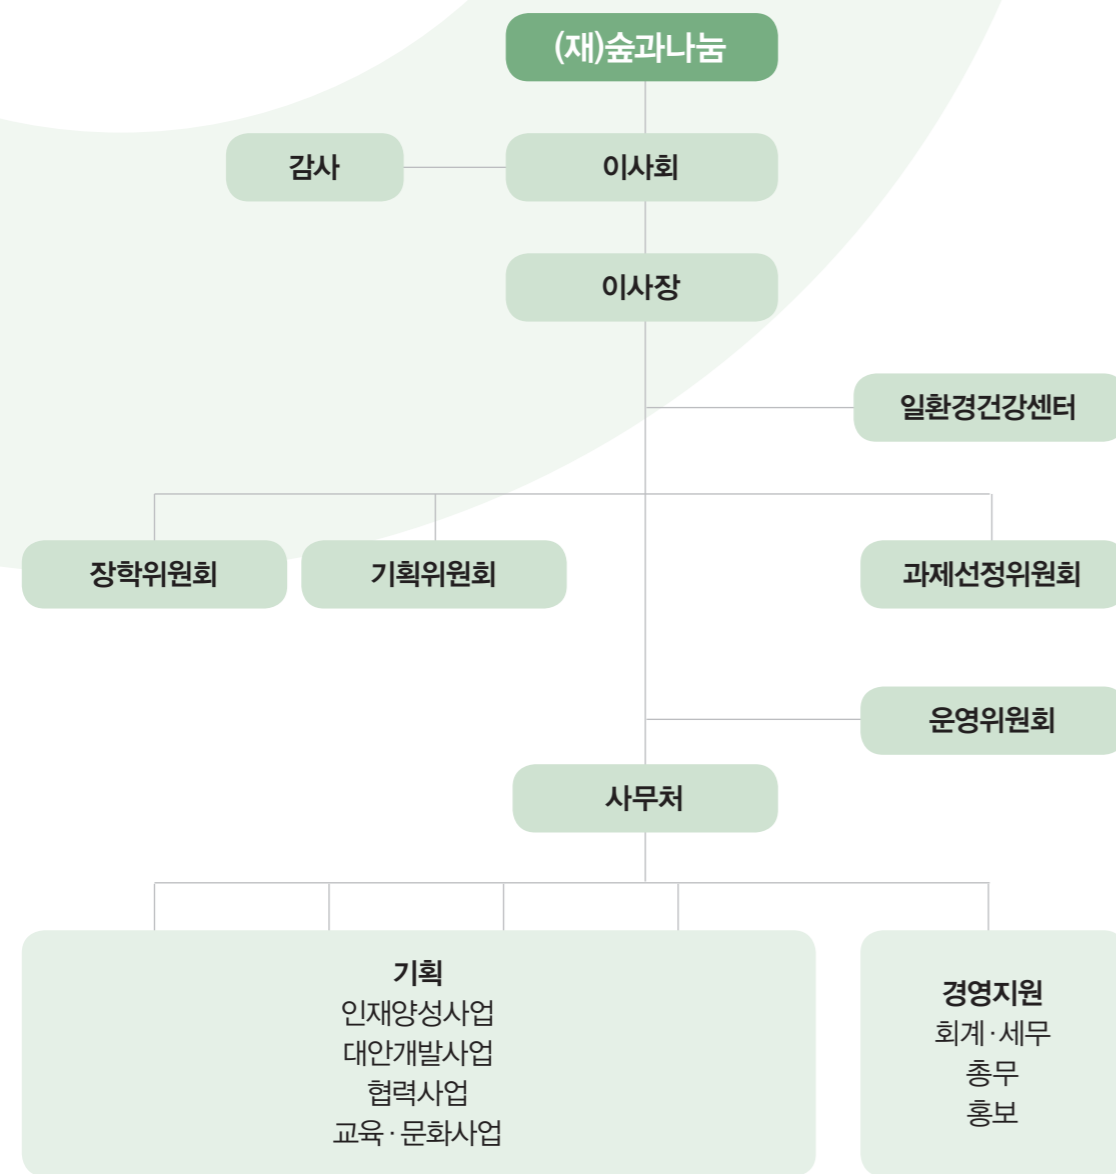 (재)숲과나눔
감사
이사회
이사장
일환경건강센터
장학위원회
기획위원회
과제선정위원회
운영위원회
사무처
기획
인재양성사업
대안개발사업
협력사업
교육·문화사업
경영지원
회계·세무
총무
홍보